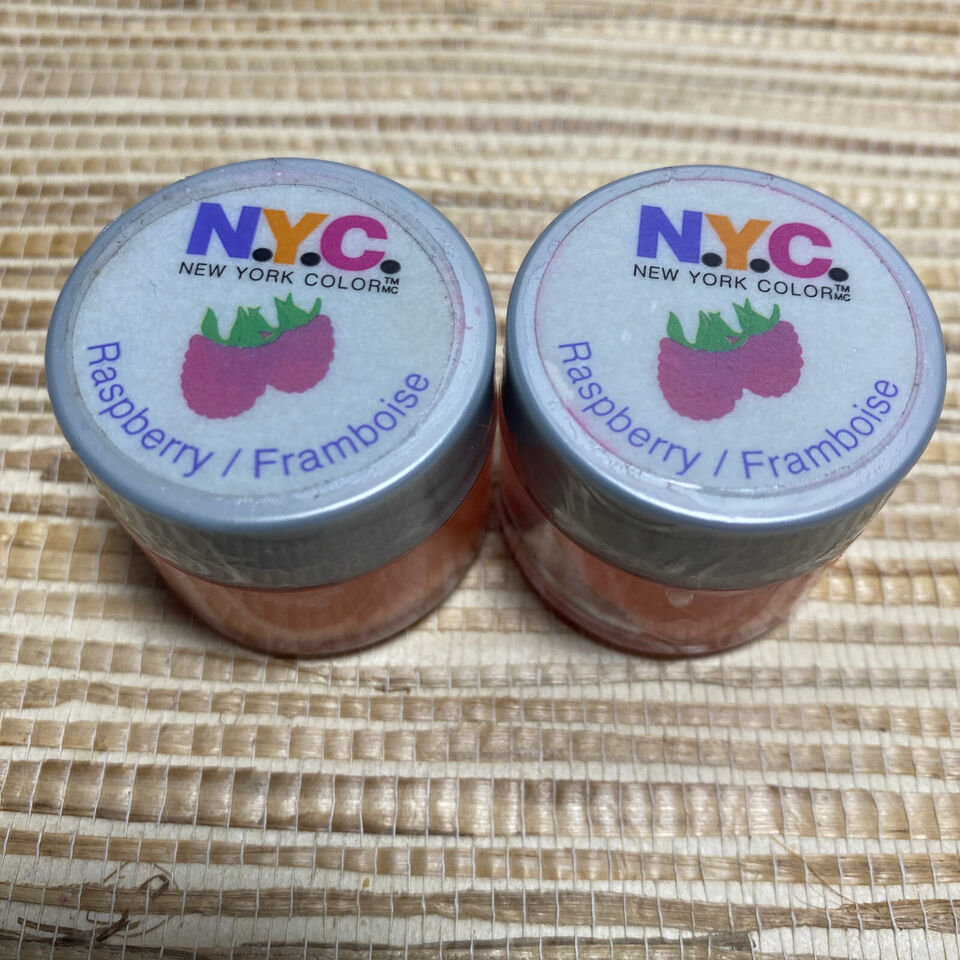 N.Y.C.
NEW YORK COLOR™ MC
Raspberry / Framboise
N.Y.C.
NEW YORK COLOR™ MC
Raspberry / Framboise